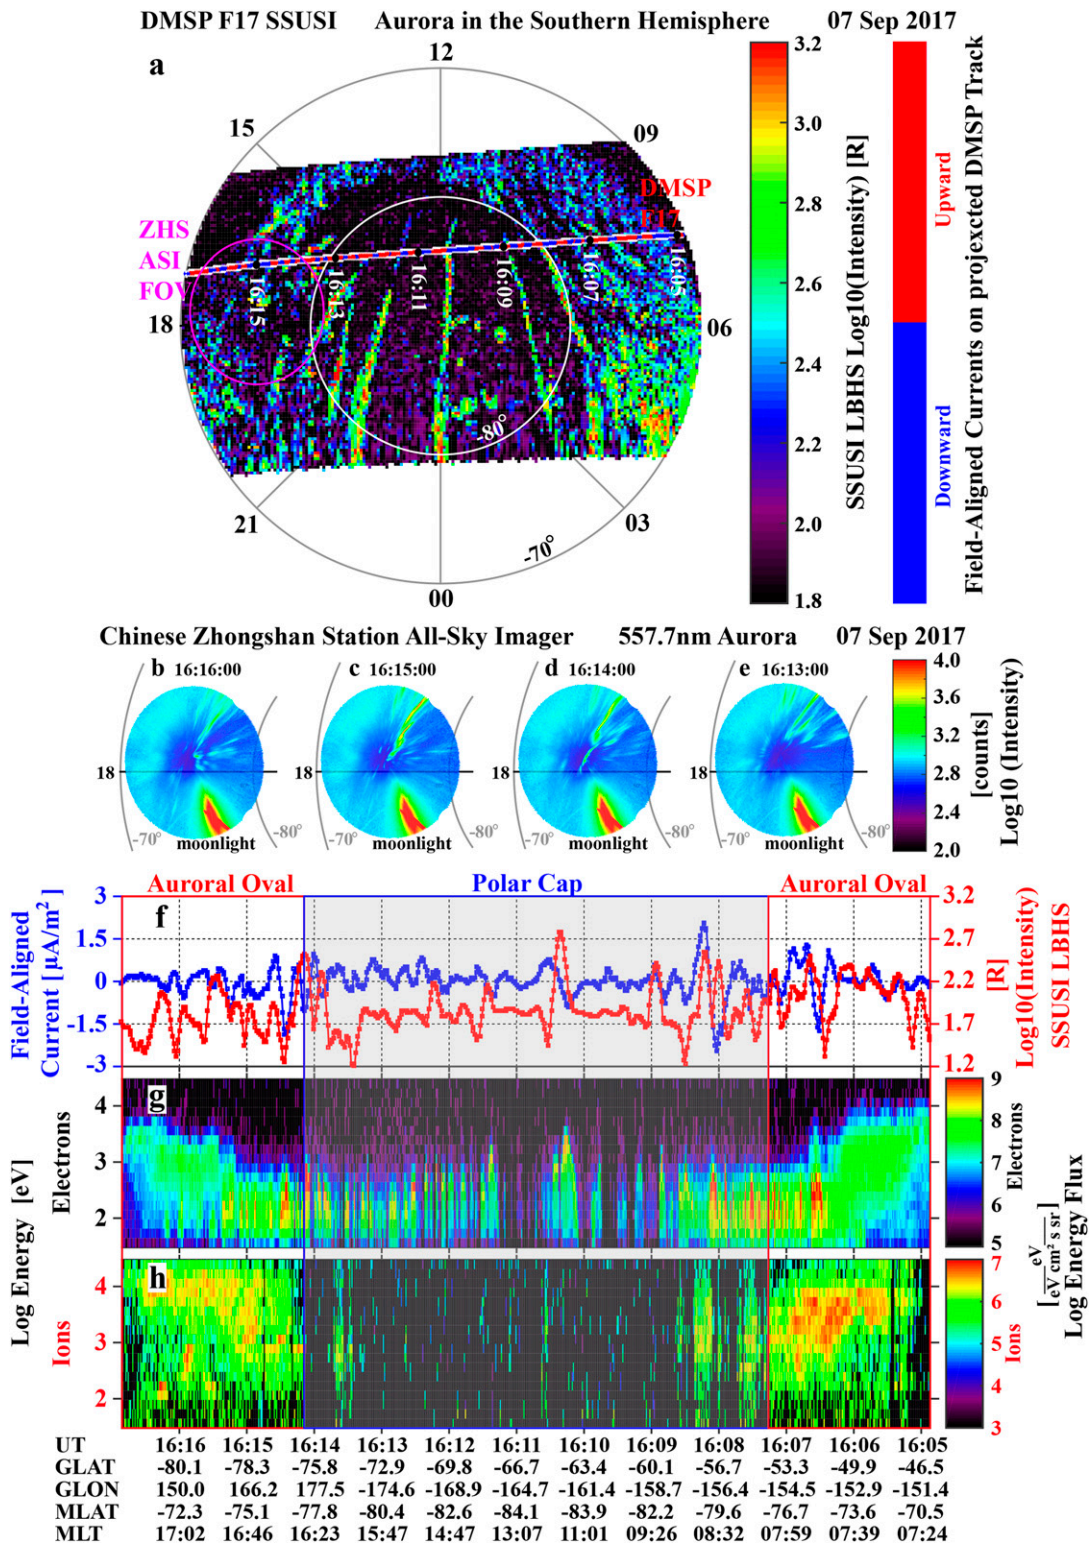 DMSP F17 SSUSI Aurora in the Southern Hemisphere 07 Sep 2017
a
12
15
09
ZHS
ASI
FOV
DMSP
F17
16:15
16:13
16:11
16:09
16:07
16:05
18
06
-80°
21
03
-70°
00
3.2
3.0
2.8
2.6
2.4
2.2
2.0
1.8
SSUSI LBHS Log10(Intensity) [R]
Upward
Downward
Field-Aligned Currents on projexcted DMSP Track
Chinese Zhongshan Station All-Sky Imager 557.7nm Aurora 07 Sep 2017
b 16:16:00
c 16:15:00
d 16:14:00
e 16:13:00
18
18
18
18
-70° moonlight -80°
-70° moonlight -80°
-70° moonlight -80°
-70° moonlight -80°
4.0
3.6
3.2
2.8
2.4
2.0
[counts]
Log10 (Intensity)
Auroral Oval Polar Cap Auroral Oval
f
3
1.5
0
-1.5
-3
Field-Aligned
Current [ μA/m² ]
3.2
2.7
2.2
1.7
1.2
[R]
Log10(Intensity)
SSUSI LBHS
g
4
3
2
Electrons
Log Energy [eV]
9
8
7
6
5
Electrons
h
4
3
2
Ions
7
6
5
4
3
Ions
[eV / eV cm² s sr]
Log Energy Flux
UT 16:16 16:15 16:14 16:13 16:12 16:11 16:10 16:09 16:08 16:07 16:06 16:05
GLAT -80.1 -78.3 -75.8 -72.9 -69.8 -66.7 -63.4 -60.1 -56.7 -53.3 -49.9 -46.5
GLON 150.0 166.2 177.5 -174.6 -168.9 -164.7 -161.4 -158.7 -156.4 -154.5 -152.9 -151.4
MLAT -72.3 -75.1 -77.8 -80.4 -82.6 -84.1 -83.9 -82.2 -79.6 -76.7 -73.6 -70.5
MLT 17:02 16:46 16:23 15:47 14:47 13:07 11:01 09:26 08:32 07:59 07:39 07:24